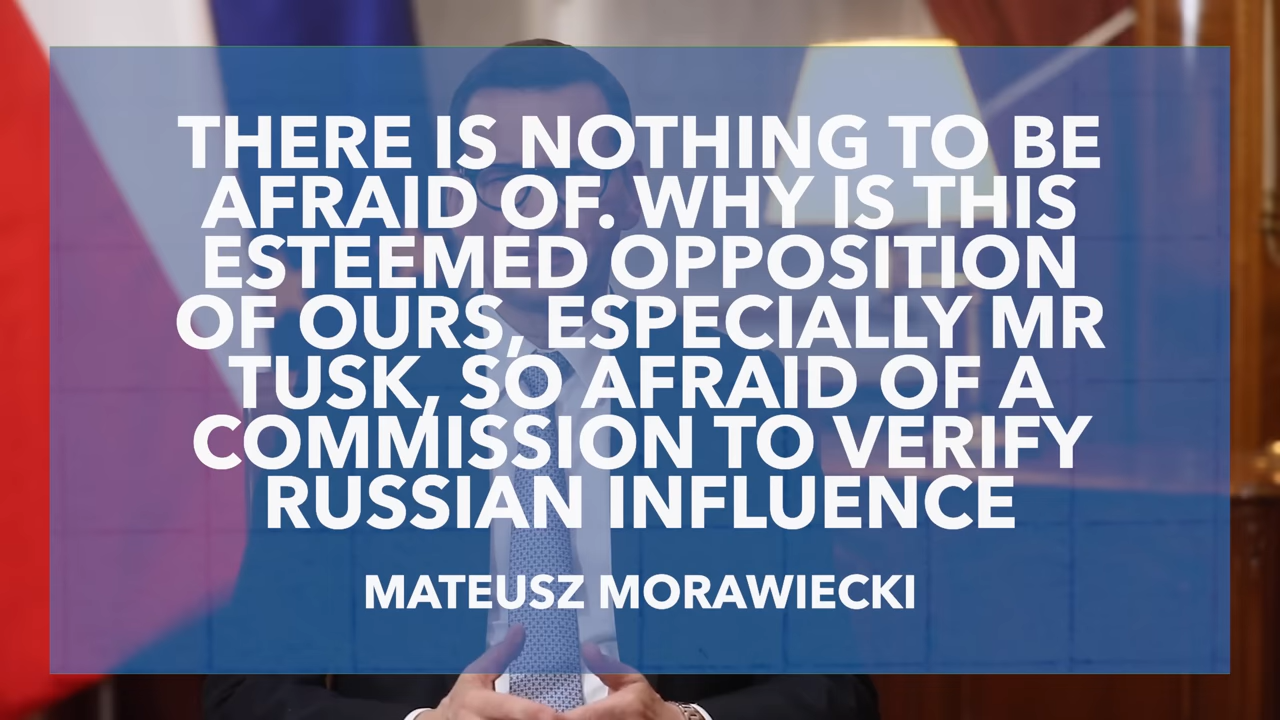 THERE IS NOTHING TO BE
AFRAID OF. WHY IS THIS
ESTEEMED OPPOSITION
OF OURS, ESPECIALLY MR
TUSK, SO AFRAID OF A
COMMISSION TO VERIFY
RUSSIAN INFLUENCE
MATEUSZ MORAWIECKI